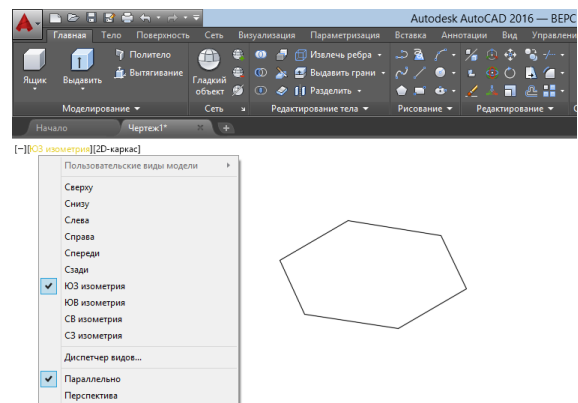 Autodesk AutoCAD 2016 — ВЕРС
Главная Тело Поверхность Сеть Визуализация Параметризация Вставка Аннотации Вид Управлени
Ящик Выдавить Политело Вытягивание Гладкий объект Извлечь ребра Выдавить грани Разделить
Моделирование Сеть Редактирование тела Рисование Редактирование
Начало Чертеж1* +
[−][ЮЗ изометрия][2D-каркас]
Пользовательские виды модели
Сверху
Снизу
Слева
Справа
Спереди
Сзади
ЮЗ изометрия
ЮВ изометрия
СВ изометрия
СЗ изометрия
Диспетчер видов...
Параллельно
Перспектива